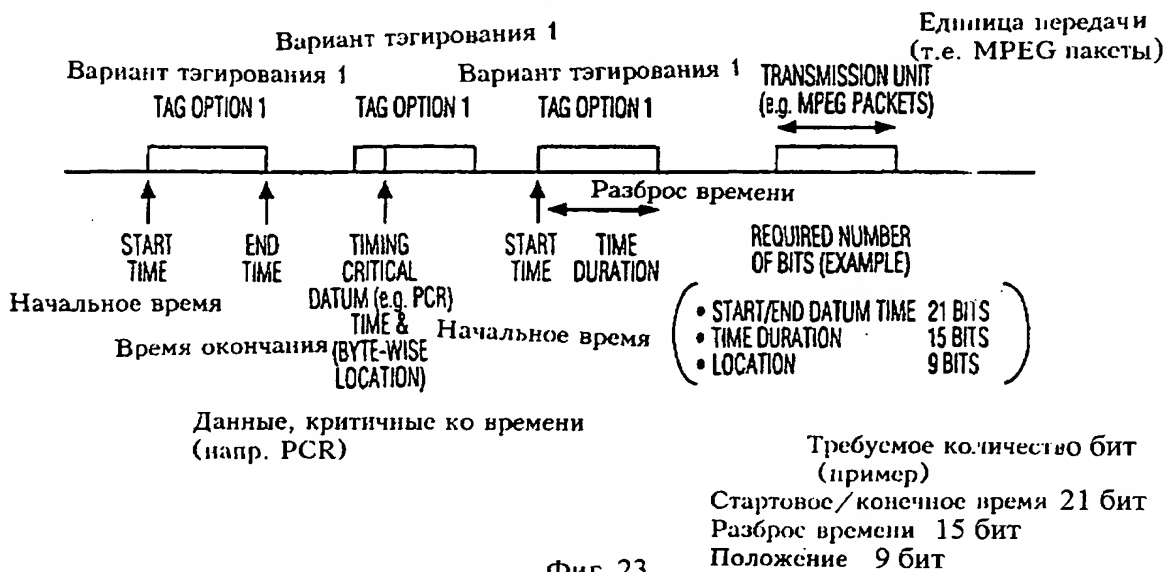 Вариант тэгирования 1
Единица передачи
(т.е. MPEG пакеты)
Вариант тэгирования 1
Вариант тэгирования 1
TRANSMISSION UNIT
(e.g. MPEG PACKETS)
TAG OPTION 1
TAG OPTION 1
TAG OPTION 1
Разброс времени
START
TIME
END
TIME
TIMING
CRITICAL
DATUM (e.g. PCR)
TIME &
(BYTE-WISE
LOCATION)
START
TIME
TIME
DURATION
REQUIRED NUMBER
OF BITS (EXAMPLE)
• START/END DATUM TIME 21 BITS
• TIME DURATION 15 BITS
• LOCATION 9 BITS
Начальное время
Время окончания
Начальное время
Данные, критичные ко времени
(напр. PCR)
Требуемое количество бит
(пример)
Стартовое/конечное время 21 бит
Разброс времени 15 бит
Положение 9 бит
Фиг. 23